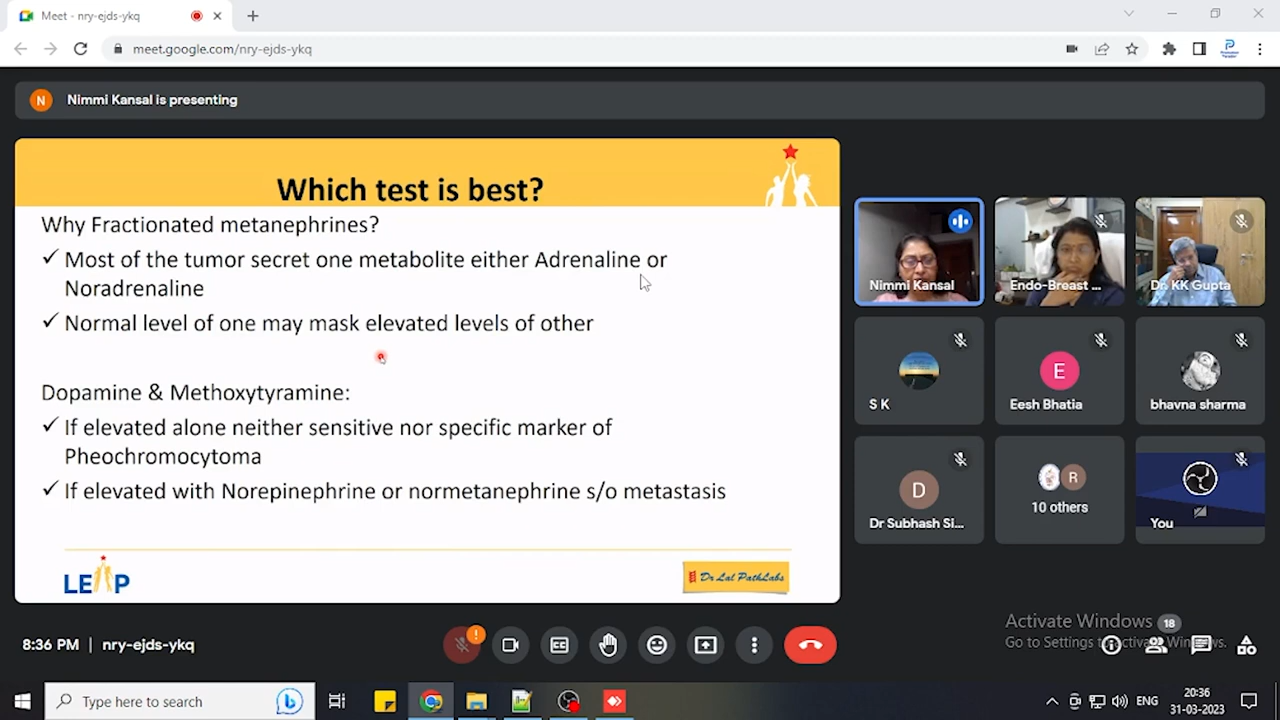 Meet - nry-ejds-ykq
meet.google.com/nry-ejds-ykq
N
Nimmi Kansal is presenting
Which test is best?
Why Fractionated metanephrines?
✓ Most of the tumor secret one metabolite either Adrenaline or
Noradrenaline
✓ Normal level of one may mask elevated levels of other
Dopamine & Methoxytyramine:
✓ If elevated alone neither sensitive nor specific marker of
Pheochromocytoma
✓ If elevated with Norepinephrine or normetanephrine s/o metastasis
LEAP
Dr Lal PathLabs
Nimmi Kansal
Endo-Breast ...
Dr. KK Gupta
S K
E
Eesh Bhatia
bhavna sharma
D
Dr Subhash Si...
R
10 others
You
Activate Windows
Go to Settings to activate Windows.
18
8:36 PM | nry-ejds-ykq
Type here to search
ENG
20:36
31-03-2023